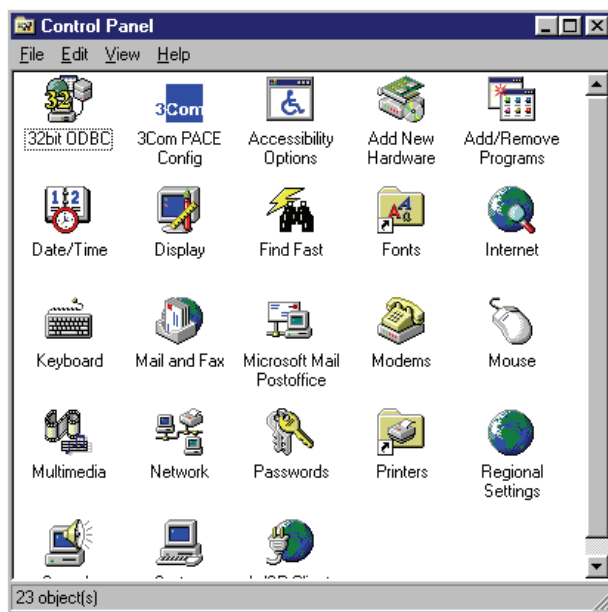 Control Panel
File Edit View Help
32
3Com
32bit ODBC
3Com PACE
Config
Accessibility
Options
Add New
Hardware
Add/Remove
Programs
12
Date/Time
Display
Find Fast
Fonts
Internet
Keyboard
Mail and Fax
Microsoft Mail
Postoffice
Modems
Mouse
Multimedia
Network
Passwords
Printers
Regional
Settings
23 object(s)